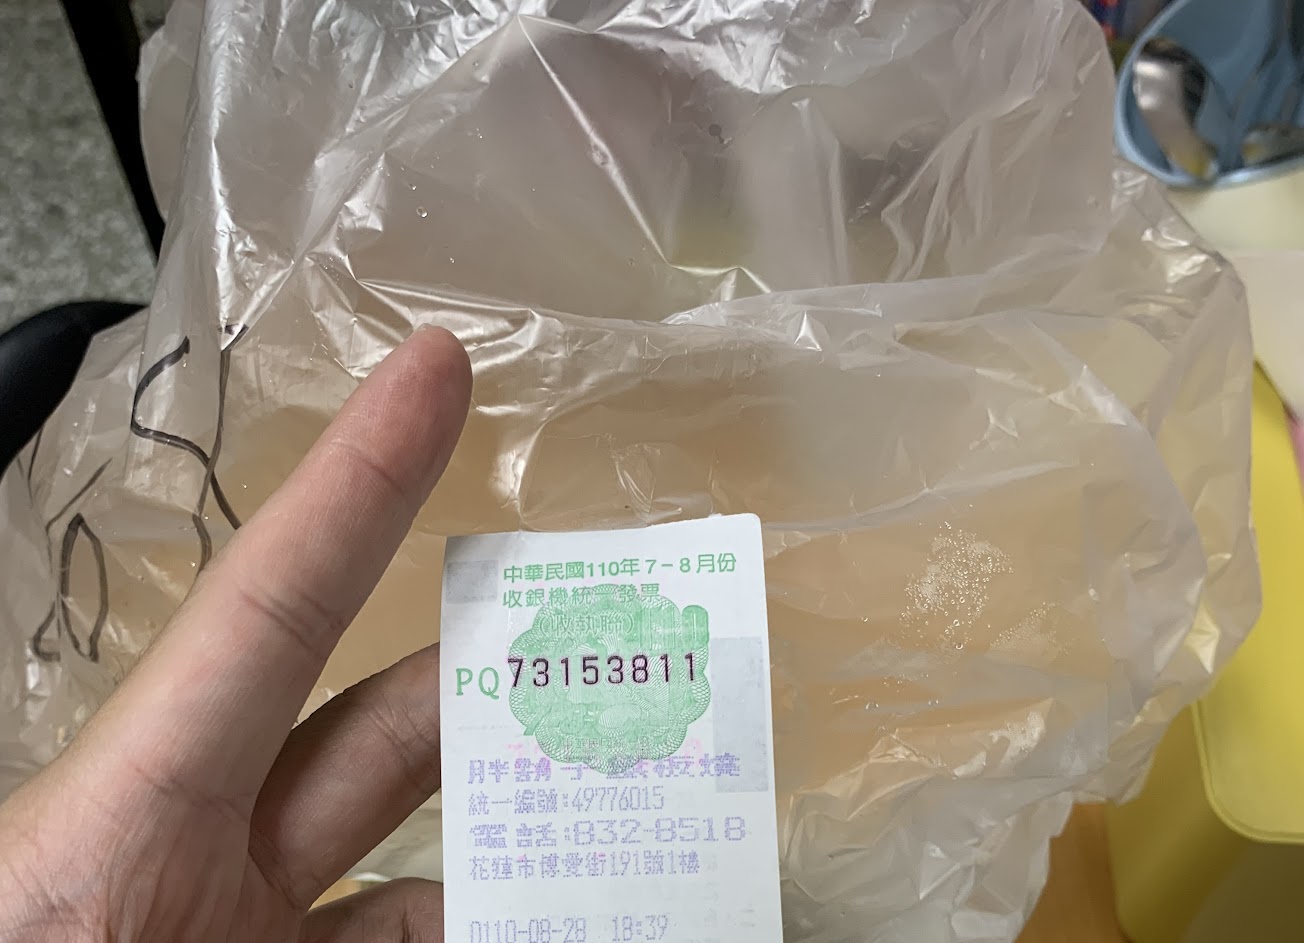 中華民國110年7-8月份
收銀機統一發票
收執聯
PQ73153811
胖
統一編號:49776015
電話:832-8518
花蓮市博愛街191號1樓
0110-08-28 18:39